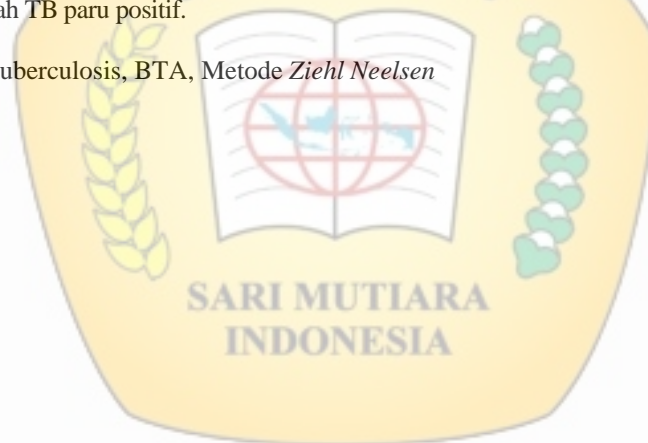 ah TB paru positif.
uberculosis, BTA, Metode Ziehl Neelsen
SARI MUTIARA
INDONESIA